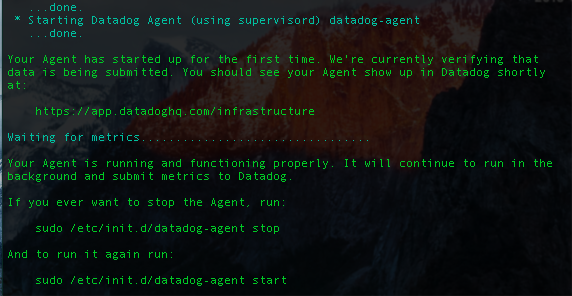 ...done.
* Starting Datadog Agent (using supervisord) datadog-agent
...done.
Your Agent has started up for the first time. We're currently verifying that
data is being submitted. You should see your Agent show up in Datadog shortly
at:
https://app.datadoghq.com/infrastructure
Waiting for metrics.................................
Your Agent is running and functioning properly. It will continue to run in the
background and submit metrics to Datadog.
If you ever want to stop the Agent, run:
sudo /etc/init.d/datadog-agent stop
And to run it again run:
sudo /etc/init.d/datadog-agent start